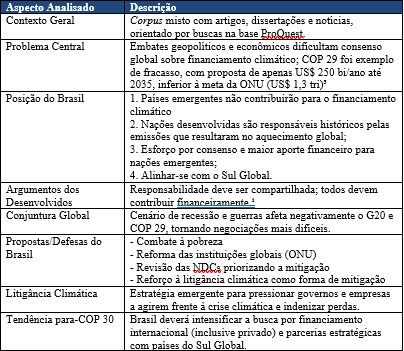 Aspecto Analisado Descrição
Contexto Geral Corpus misto com artigos, dissertações e notícias,
orientado por buscas na base ProQuest.
Problema Central Embates geopolíticos e econômicos dificultam consenso
global sobre financiamento climático; COP 29 foi exemplo
de fracasso, com proposta de apenas US$ 250 bi/ano até
2035, inferior à meta da ONU (US$ 1,3 tri)³
Posição do Brasil 1. Países emergentes não contribuirão para o financiamento
climático
2. Nações desenvolvidas são responsáveis históricos pelas
emissões que resultaram no aquecimento global;
3. Esforço por consenso e maior aporte financeiro para
nações emergentes;
4. Alinhar-se com o Sul Global.
Argumentos dos Responsabilidade deve ser compartilhada; todos devem
Desenvolvidos contribuir financeiramente.⁴
Conjuntura Global Cenário de recessão e guerras afeta negativamente o G20 e
COP 29, tornando negociações mais difíceis.
Propostas/Defesas do - Combate à pobreza
Brasil - Reforma das instituições globais (ONU)
- Revisão das NDCs priorizando a mitigação
- Reforço à litigância climática como forma de mitigação
Litigância Climática Estratégia emergente para pressionar governos e empresas
a agirem frente à crise climática e indenizar perdas.
Tendência para-COP 30 Brasil deverá intensificar a busca por financiamento
internacional (inclusive privado) e parcerias estratégicas
com países do Sul Global.